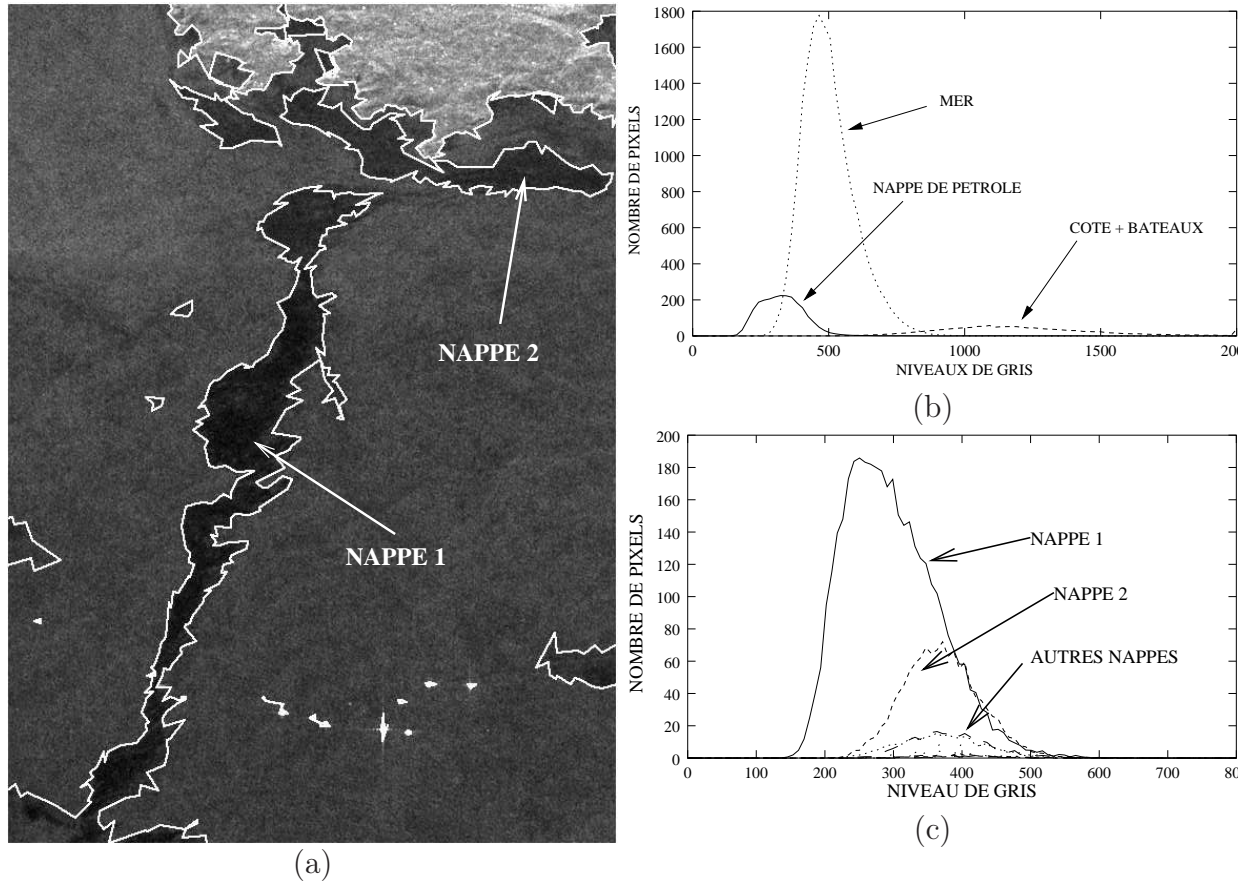 NAPPE 2
NAPPE 1
(a)
1800
1600
1400
1200
1000
800
600
400
200
0
NOMBRE DE PIXELS
MER
NAPPE DE PETROLE
COTE + BATEAUX
0 500 1000 1500 200
NIVEAUX DE GRIS
(b)
200
180
160
140
120
100
80
60
40
20
0
NOMBRE DE PIXELS
NAPPE 1
NAPPE 2
AUTRES NAPPES
0 100 200 300 400 500 600 700 80
NIVEAU DE GRIS
(c)